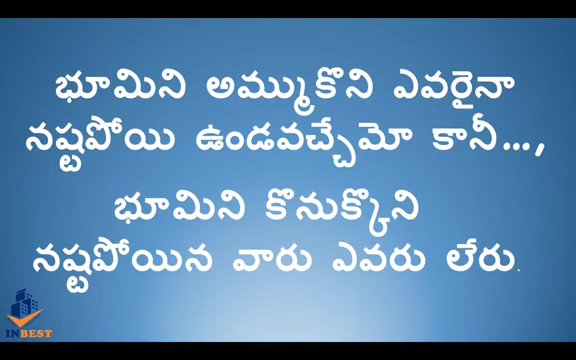 భూమిని అమ్ముకొని ఎవరైనా
నష్టపోయి ఉండవచ్చేమో కానీ...,
భూమిని కొనుక్కొని
నష్టపోయిన వారు ఎవరు లేరు.
INBEST